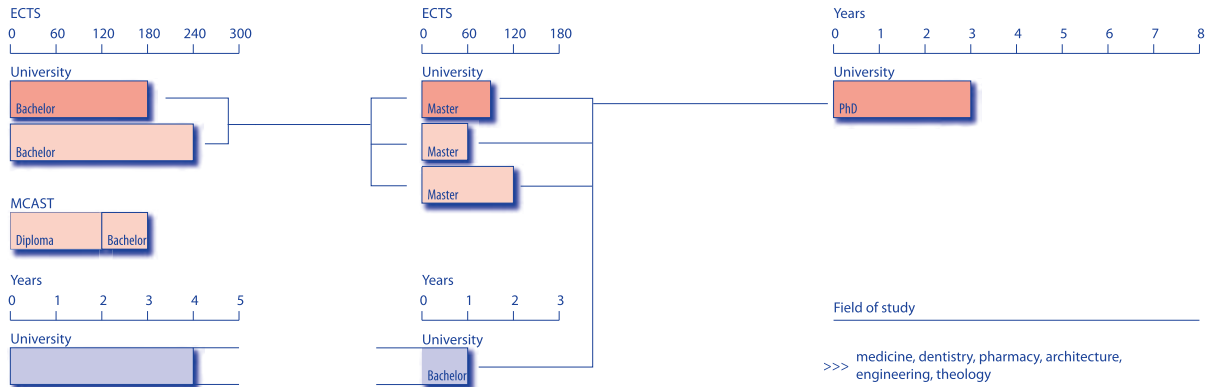 ECTS
0 60 120 180 240 300
University
Bachelor
Bachelor
MCAST
Diploma Bachelor
Years
0 1 2 3 4 5
University
ECTS
0 60 120 180
University
Master
Master
Master
Years
0 1 2 3
University
Bachelor
Years
0 1 2 3 4 5 6 7 8
University
PhD
Field of study
>>> medicine, dentistry, pharmacy, architecture,
engineering, theology